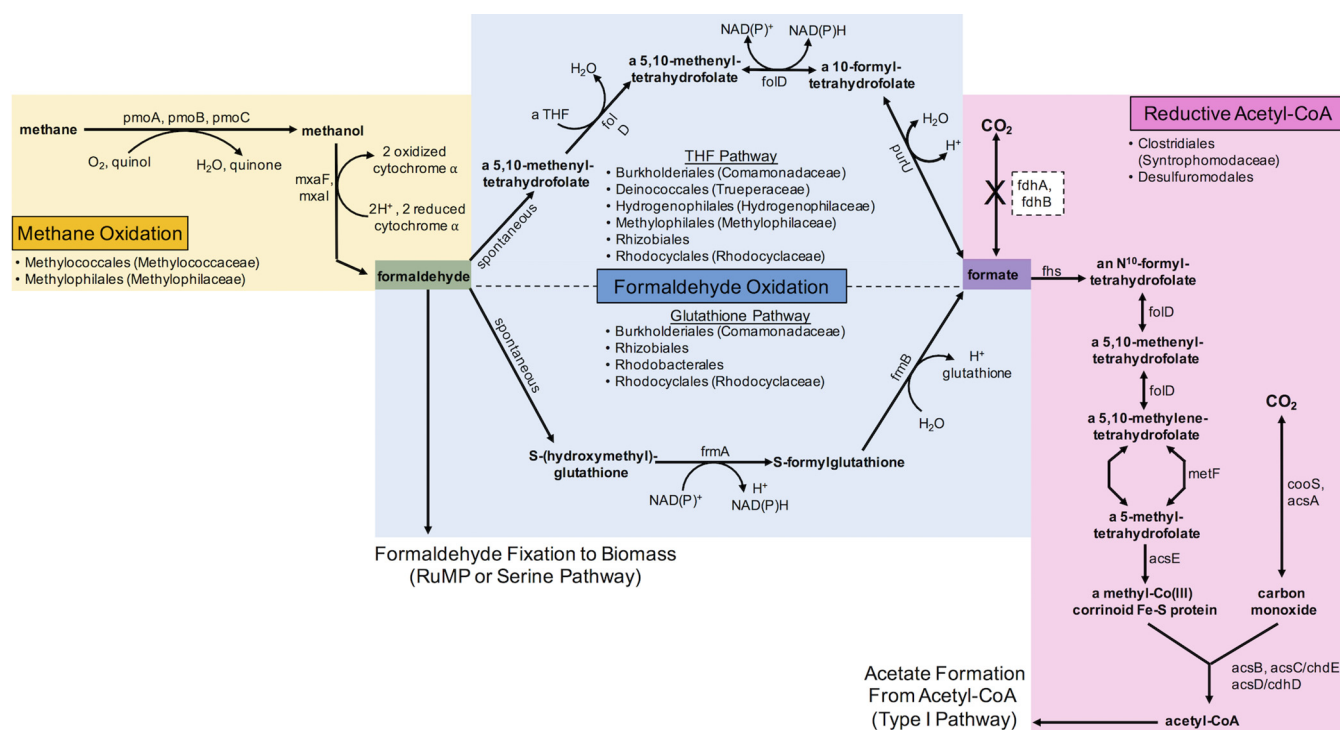 methane
pmoA, pmoB, pmoC
methanol
O₂, quinol
H₂O, quinone
mxaF,
mxaI
2 oxidized
cytochrome α
2H⁺, 2 reduced
cytochrome α
Methane Oxidation
• Methylococcales (Methylococcaceae)
• Methylophilales (Methylophilaceae)
formaldehyde
spontaneous
a 5,10-methenyl-
tetrahydrofolate
a THF
H₂O
fol
D
a 5,10-methenyl-
tetrahydrofolate
NAD(P)⁺
NAD(P)H
folD
a 10-formyl-
tetrahydrofolate
purU
H₂O
H⁺
THF Pathway
• Burkholderiales (Comamonadaceae)
• Deinococcales (Trueperaceae)
• Hydrogenophilales (Hydrogenophilaceae)
• Methylophilales (Methylophilaceae)
• Rhizobiales
• Rhodocyclales (Rhodocyclaceae)
Formaldehyde Oxidation
Glutathione Pathway
• Burkholderiales (Comamonadaceae)
• Rhizobiales
• Rhodobacterales
• Rhodocyclales (Rhodocyclaceae)
spontaneous
S-(hydroxymethyl)-
glutathione
frmA
NAD(P)⁺
H⁺
NAD(P)H
S-formylglutathione
frmB
H⁺
glutathione
H₂O
Formaldehyde Fixation to Biomass
(RuMP or Serine Pathway)
Reductive Acetyl-CoA
• Clostridiales
(Syntrophomodaceae)
• Desulfuromodales
CO₂
X
fdhA,
fdhB
formate
fhs
an N¹⁰-formyl-
tetrahydrofolate
folD
a 5,10-methenyl-
tetrahydrofolate
folD
a 5,10-methylene-
tetrahydrofolate
metF
a 5-methyl-
tetrahydrofolate
acsE
a methyl-Co(III)
corrinoid Fe-S protein
CO₂
cooS,
acsA
carbon
monoxide
acsB, acsC/chdE
acsD/cdhD
acetyl-CoA
Acetate Formation
From Acetyl-CoA
(Type I Pathway)